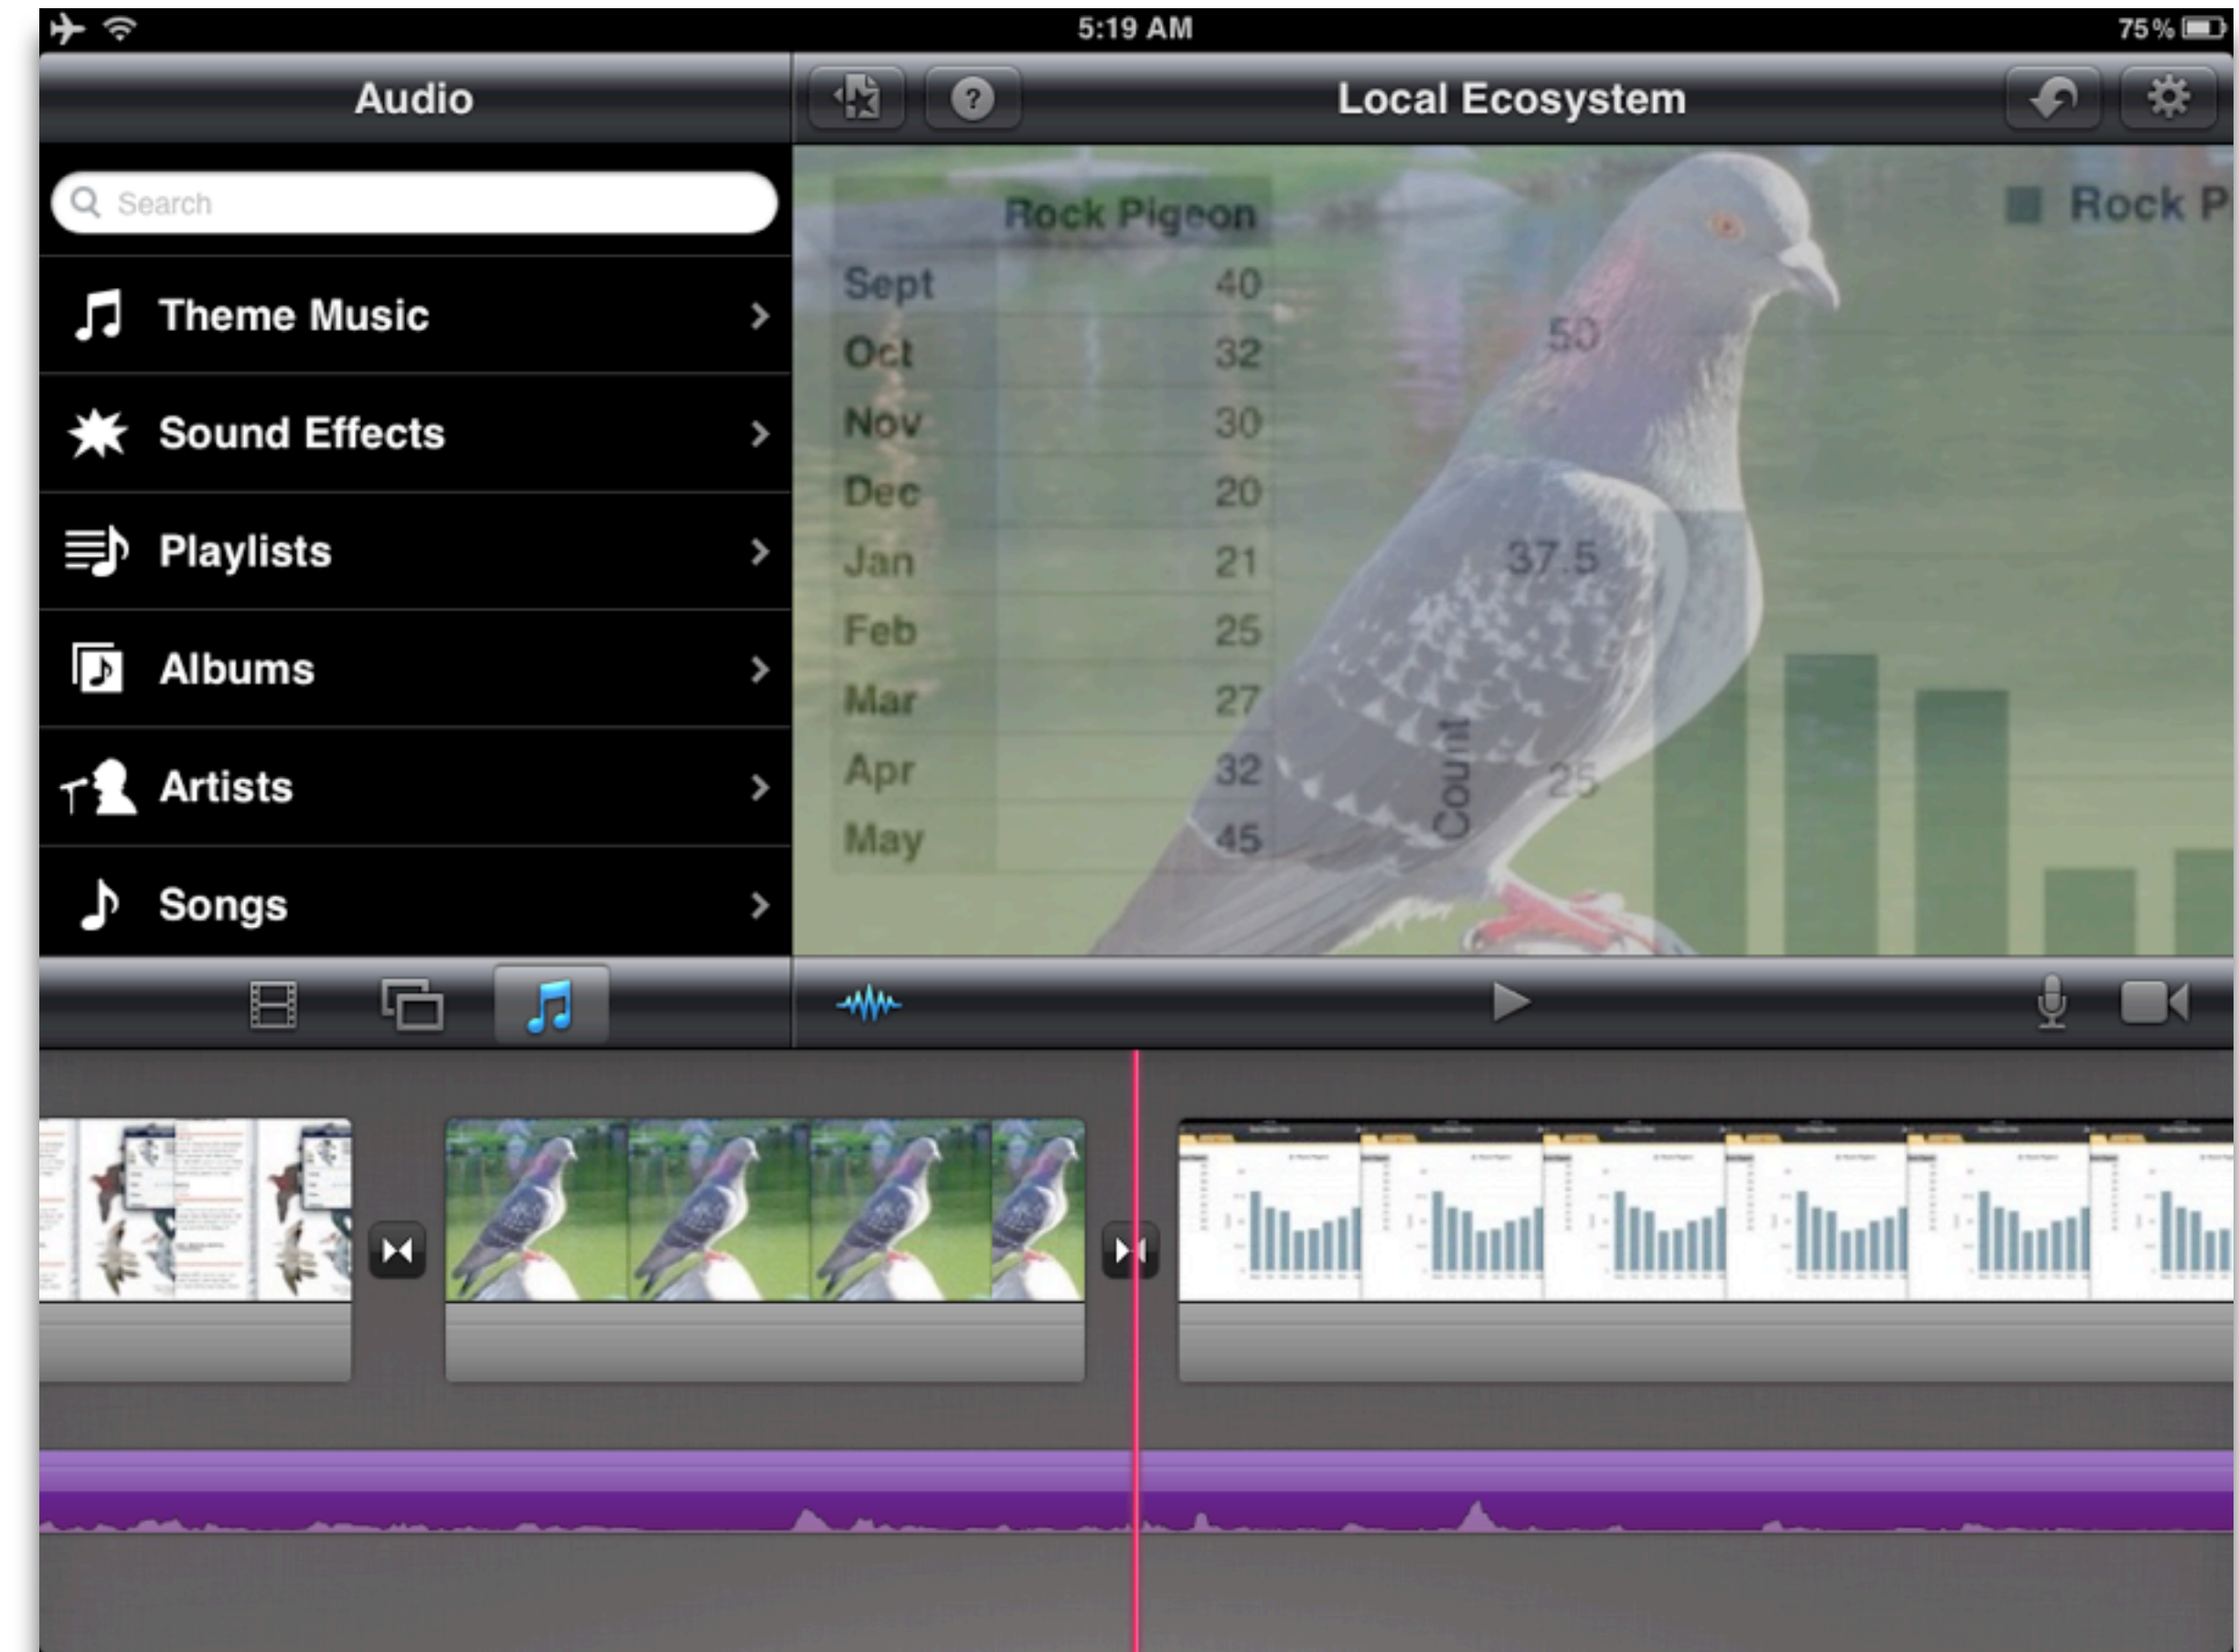 5:19 AM
75%
Audio
Local Ecosystem
Search
Theme Music
Sound Effects
Playlists
Albums
Artists
Songs
Rock Pigeon
Sept 40
Oct 32
Nov 30
Dec 20
Jan 21
Feb 25
Mar 27
Apr 32
May 45
Rock P
50
37.5
25
Count